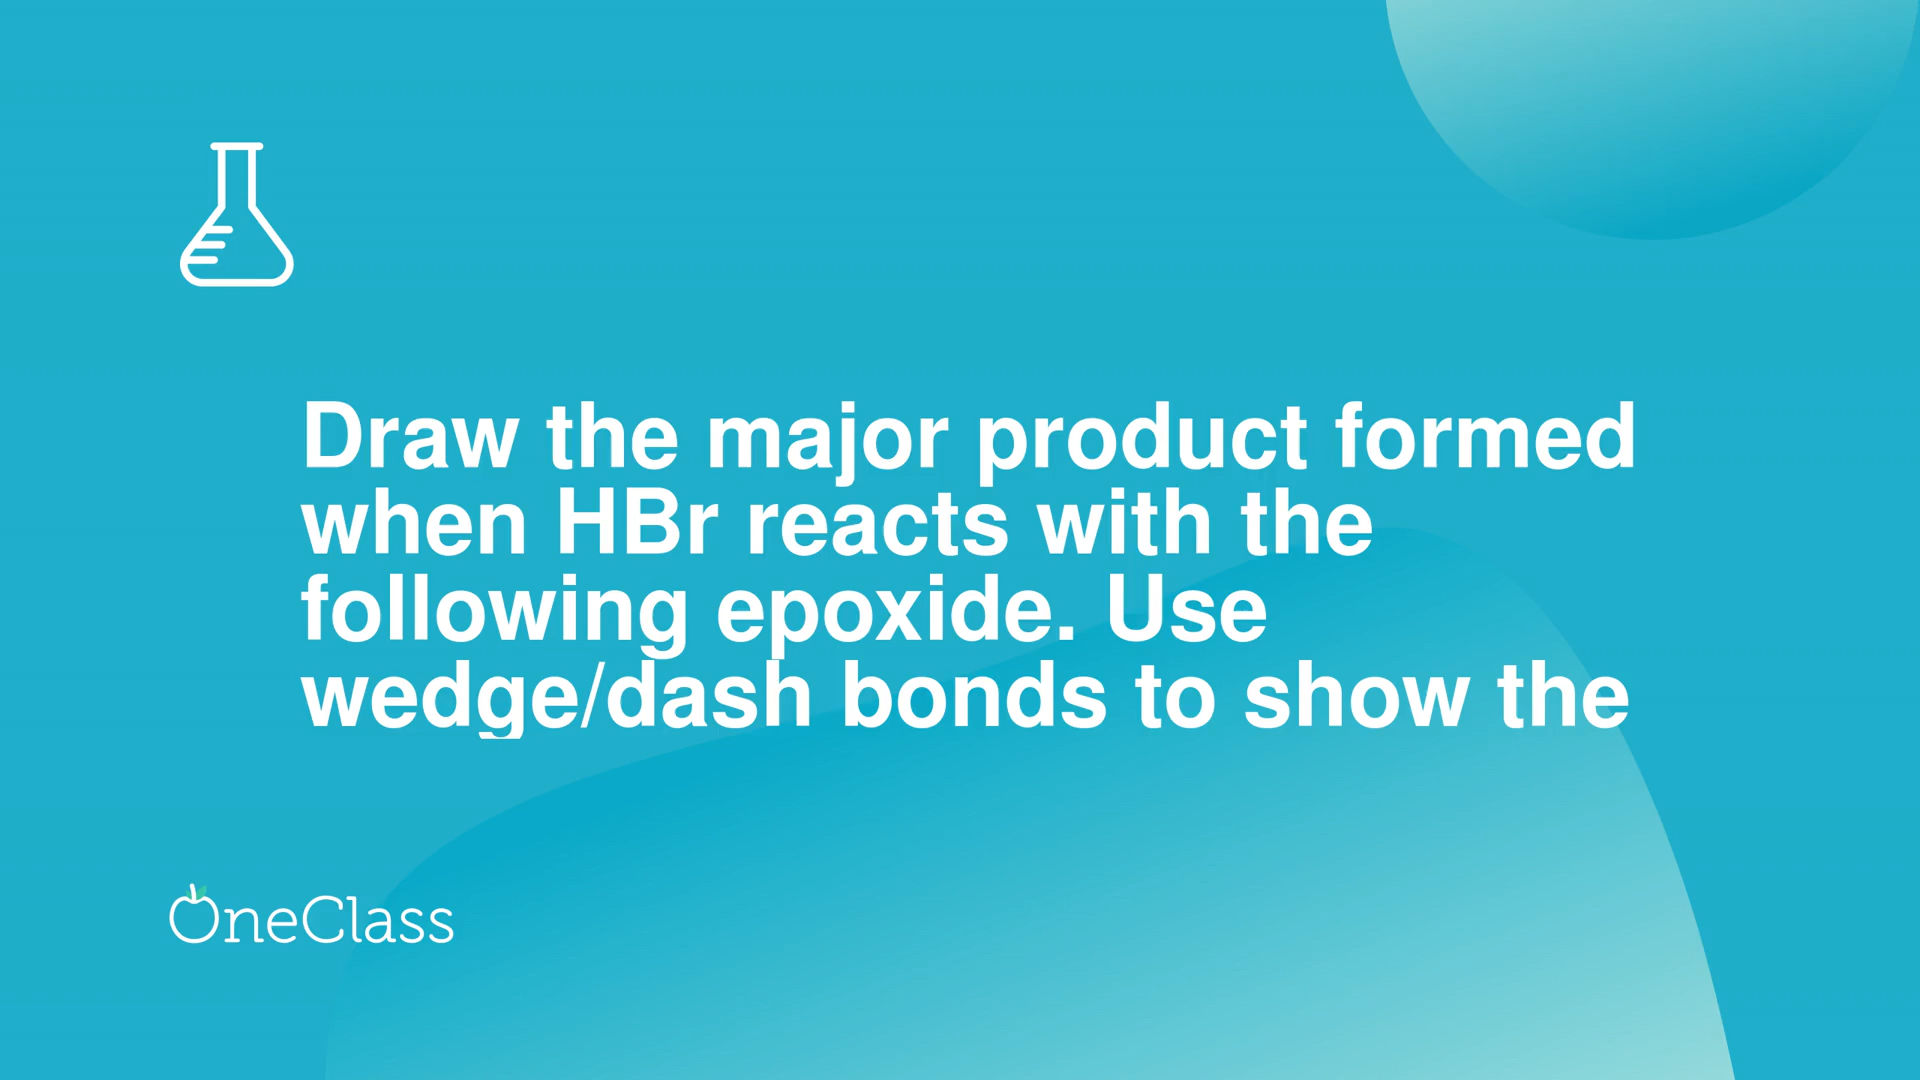 Draw the major product formed
when HBr reacts with the
following epoxide. Use
wedge/dash bonds to show the
OneClass